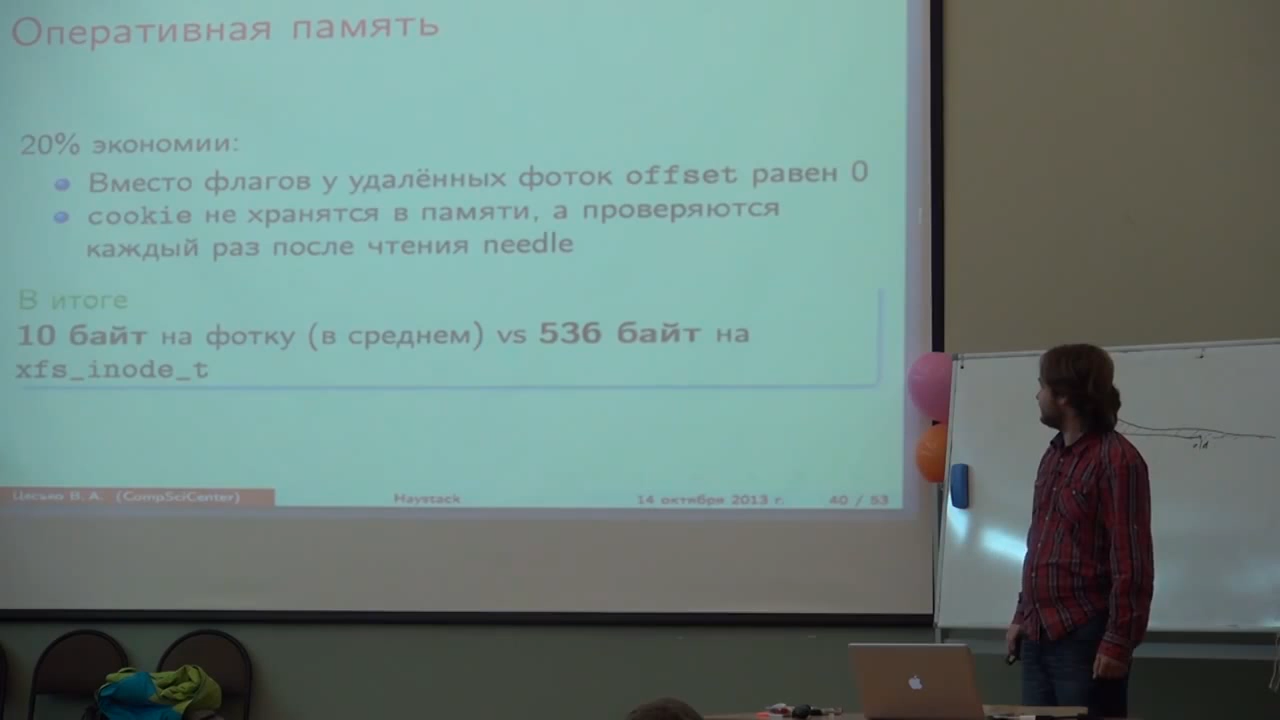 Оперативная память
20% экономии:
Вместо флагов у удалённых фоток offset равен 0
cookie не хранятся в памяти, а проверяются
каждый раз после чтения needle
В итоге
10 байт на фотку (в среднем) vs 536 байт на
xfs_inode_t
Цесько В. А. (CompSciCenter) Haystack 14 октября 2013 г. 40 / 53